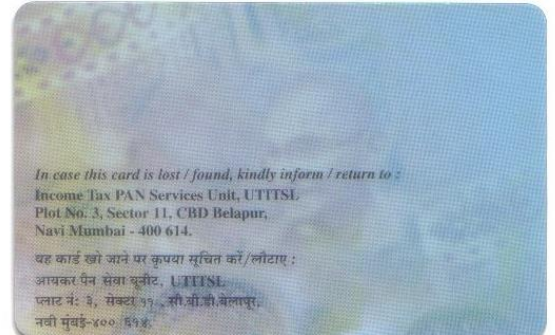 In case this card is lost / found, kindly inform / return to :
Income Tax PAN Services Unit, UTITSL
Plot No. 3, Sector 11, CBD Belapur,
Navi Mumbai - 400 614.
यह कार्ड खो जाने पर कृपया सूचित करें/लौटाए :
आयकर पैन सेवा यूनीट, UTITSL
प्लाट नं: ३, सेक्टर ११ , सी.बी.डी.बेलापूर,
नवी मुंबई-४०० ६१४.